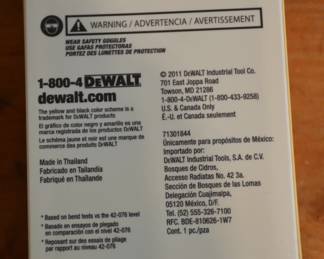 WARNING / ADVERTENCIA / AVERTISSEMENT
WEAR SAFETY GOGGLES
USE GAFAS PROTECTORAS
PORTEZ DES LUNETTES DE PROTECTION
1-800-4 DEWALT
dewalt.com
The yellow and black color scheme is a
trademark for DEWALT products
El gráfico de color negro y amarillo es una
marca registrada de los productos DEWALT
Le schéma jaune et noir est une marque de
commerce des produits DEWALT
Made in Thailand
Fabricado en Tailandia
Fabriqué en Thaïlande
* Based on bend tests vs the 42-076 level
* Basado en ensayos de plegado
en comparación con el nivel 42-076
* Reposant sur des essais de pliage
par rapport au niveau 42-076
© 2011 DEWALT Industrial Tool Co.
701 East Joppa Road
Towson, MD 21286
1-800-4-DEWALT (1-800-433-9258)
U.S. & Canada Only
É.-U. et Canada seulement
71301844
Únicamente para propósitos de México:
Importado por:
DEWALT Industrial Tools, S.A. de C.V.
Bosques de Cidros,
Acceso Radiatas No. 42 3a.
Sección de Bosques de las Lomas
Delegación Cuajimalpa,
05120 México, D/F.
Tel. (52) 555-326-7100
RFC. BDE-810626-1W7
Cont. 1 pc./pza